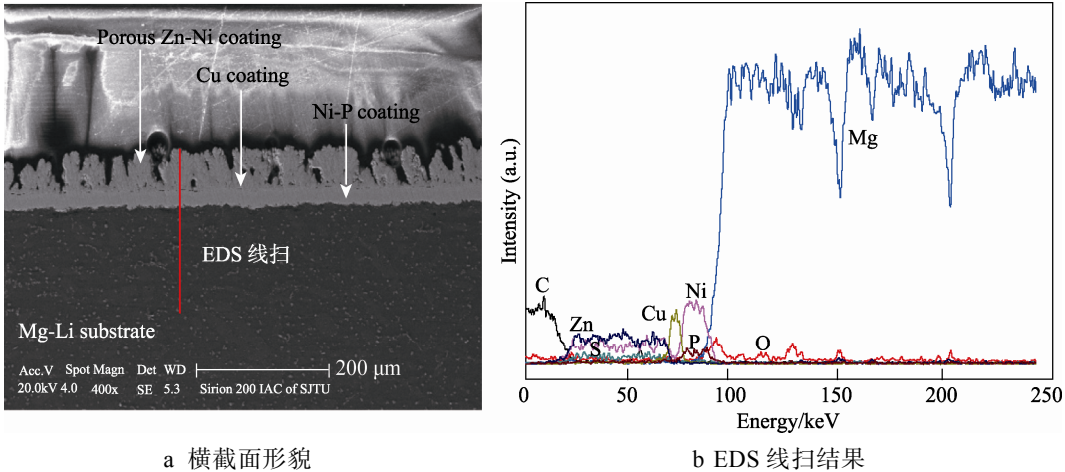 Porous Zn-Ni coating
Cu coating
Ni-P coating
EDS 线扫
Mg-Li substrate
Acc.V Spot Magn Det WD
20.0kV 4.0 400x SE 5.3
200 μm
Sirion 200 IAC of SJTU
a 横截面形貌
Intensity (a.u.)
C
Zn
S
Cu
Ni
P
O
Mg
0 50 100 150 200 250
Energy/keV
b EDS 线扫结果